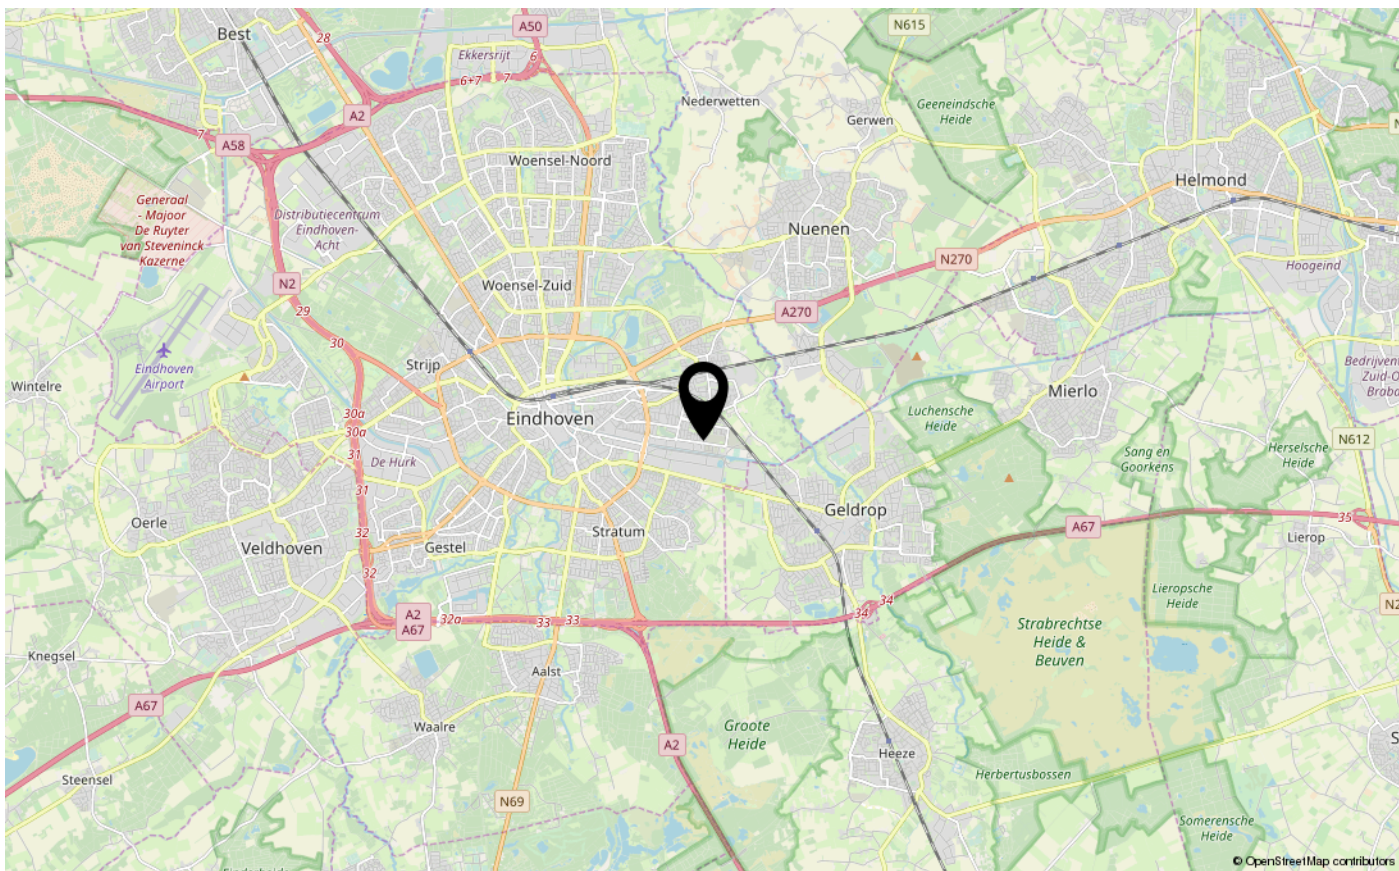 A50
N615
Best
28
Ekkersrijt
6
6+7
7
Nederwetten
Geeneindsche
Heide
A2
Gerwen
7
A58
Woensel-Noord
Helmond
Generaal
- Majoor
De Ruyter
van Steveninck
Kazerne
Distributiecentrum
Eindhoven-
Acht
Nuenen
N270
Hoogeind
N2
Woensel-Zuid
29
A270
30
Strijp
Eindhoven
Airport
Wintelre
Mierlo
Luchensche
Heide
30a
30a
Eindhoven
31
De Hurk
N612
Sang en
Goorkens
Herselsche
Heide
31
Geldrop
Oerle
A67
35
32
Stratum
Lierop
Veldhoven
Gestel
32
Lieropsche
Heide
34
34
A2
A67
32a
33
33
Strabrechtse
Heide &
Beuven
Knegsel
Aalst
A67
Waalre
Groote
Heide
A2
Heeze
Steensel
Herbertusbossen
N69
Somerensche
Heide
© OpenStreetMap contributors